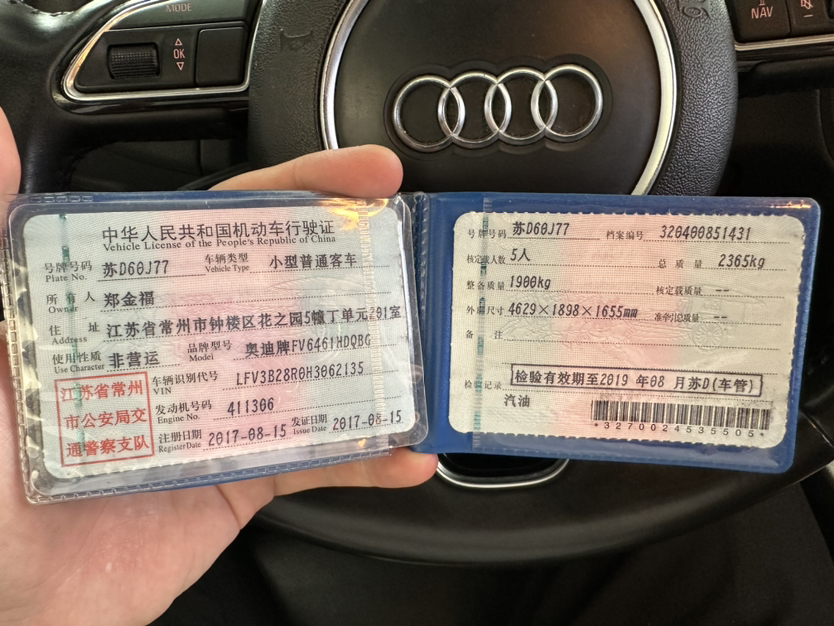 MODE
OK
NAV
中华人民共和国机动车行驶证
Vehicle License of the People's Republic of China
号牌号码 苏D60J77 车辆类型 小型普通客车
Plate No. Vehicle Type
所有人 郑金福
Owner
住址 江苏省常州市钟楼区花之园5幢丁单元201室
Address
使用性质 非营运 品牌型号 奥迪牌FV6461HDQBG
Use Character Model
江苏省常州
市公安局交
通警察支队
车辆识别代号 LFV3B28R0H3062135
VIN
发动机号码 411306
Engine No.
注册日期 2017-08-15 发证日期 2017-08-15
Register Date Issue Date
号牌号码 苏D60J77 档案编号 320400851431
核定载人数 5人 总质量 2365kg
整备质量 1900kg 核定载质量 --
外廓尺寸 4629×1898×1655mm 准牵引总质量 --
备注
检验记录 检验有效期至2019年08月苏D(车管)
汽油
*3270024535505*